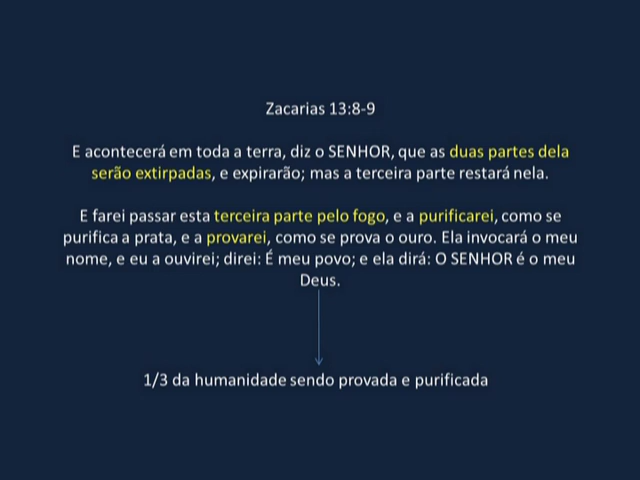 Zacarias 13:8-9
E acontecerá em toda a terra, diz o SENHOR, que as duas partes dela
serão extirpadas, e expirarão; mas a terceira parte restará nela.
E farei passar esta terceira parte pelo fogo, e a purificarei, como se
purifica a prata, e a provarei, como se prova o ouro. Ela invocará o meu
nome, e eu a ouvirei; direi: É meu povo; e ela dirá: O SENHOR é o meu
Deus.
1/3 da humanidade sendo provada e purificada